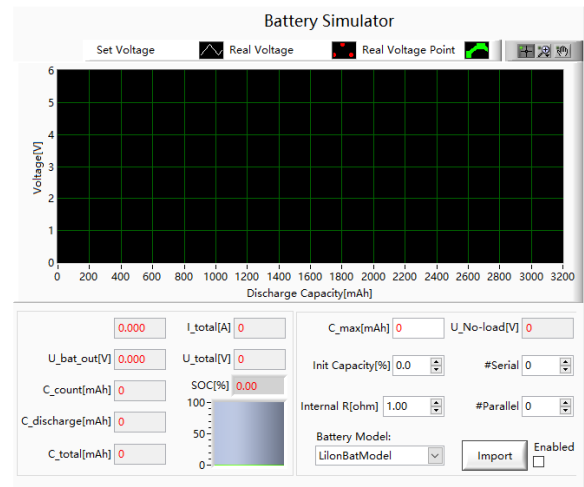 Battery Simulator
Set Voltage Real Voltage Real Voltage Point
6
5
4
3
2
1
0
Voltage[V]
0 200 400 600 800 1000 1200 1400 1600 1800 2000 2200 2400 2600 2800 3000 3200
Discharge Capacity[mAh]
0.000 I_total[A] 0 C_max[mAh] 0 U_No-load[V] 0
U_bat_out[V] 0.000 U_total[V] 0 Init Capacity[%] 0.0 #Serial 0
C_count[mAh] 0 SOC[%] 0.00
100
C_discharge[mAh] 0 Internal R[ohm] 1.00 #Parallel 0
50
Battery Model:
C_total[mAh] 0 LiIonBatModel Import Enabled
0